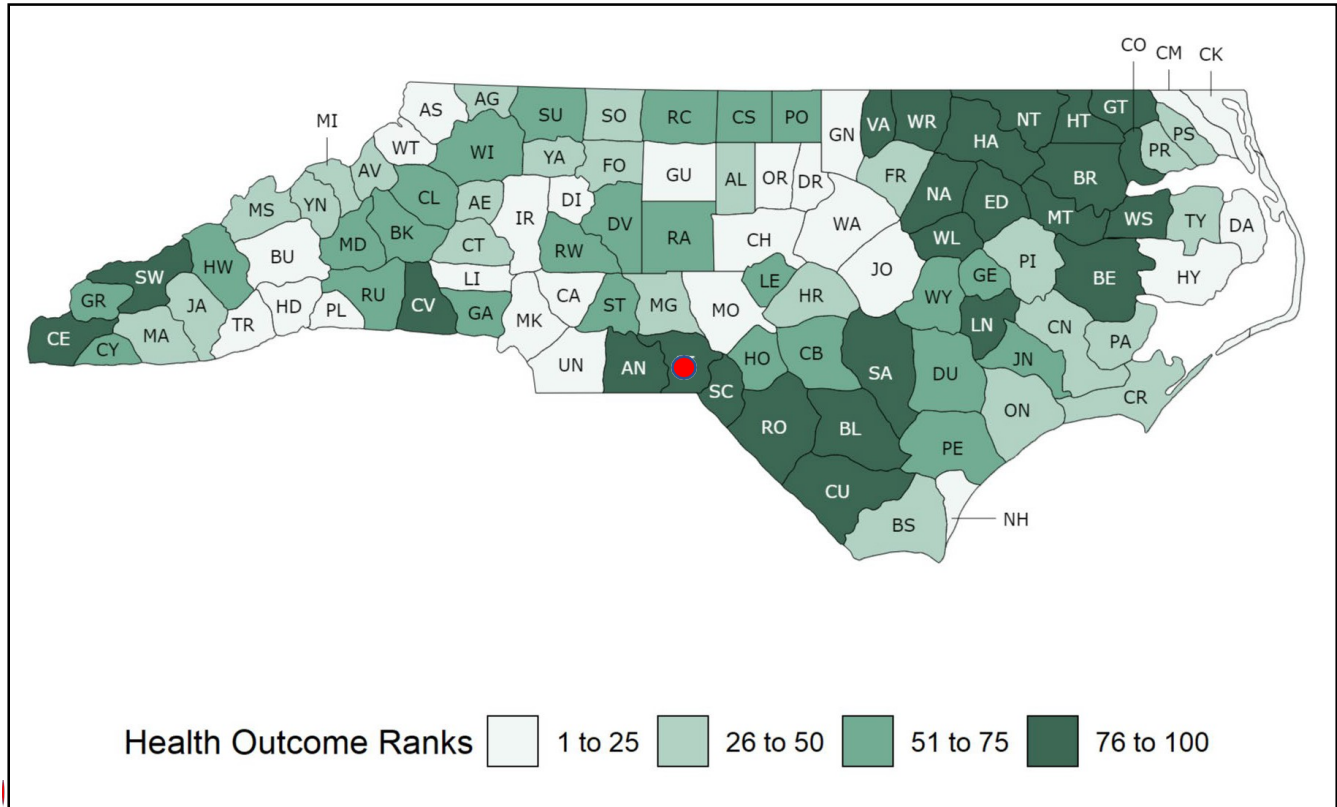 CO CM CK
MI
AS AG SU SO RC CS PO GN VA WR HA NT HT GT
WT WI YA FO GU AL OR DR FR PR PS
MS YN AV CL AE IR DI DV RA CH WA NA ED BR
MD BK CT RW JO WL MT WS TY DA
SW HW BU LI LE PI BE HY
GR JA TR HD PL RU CV GA MK CA ST MG MO HR WY GE
CE CY MA UN AN SC HO CB SA DU LN JN CN PA
RO BL PE ON CR
CU BS NH
Health Outcome Ranks 1 to 25 26 to 50 51 to 75 76 to 100